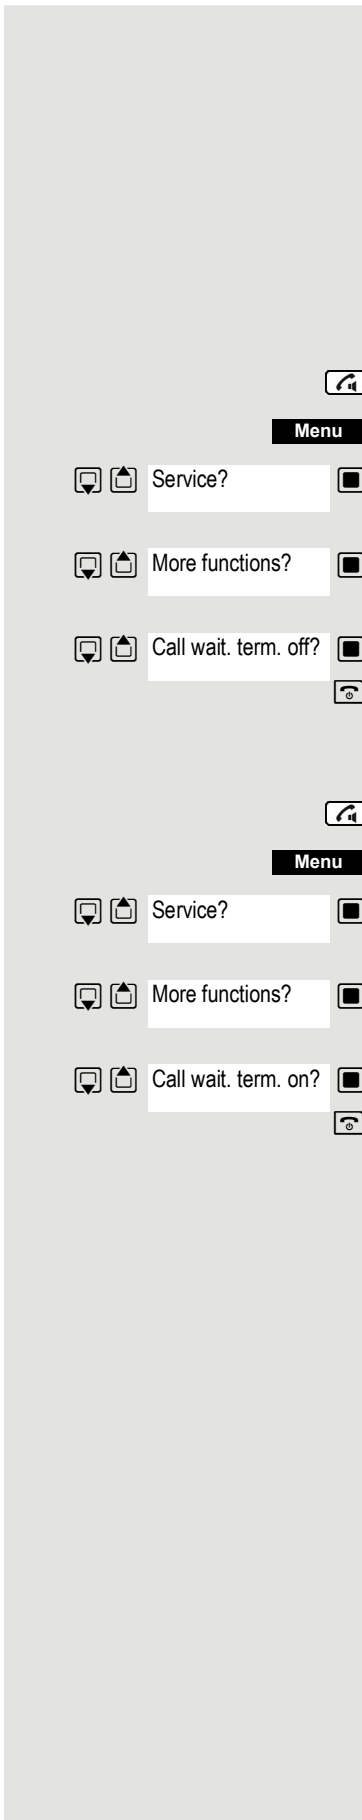 Menu
Service?
More functions?
Call wait. term. off?
Menu
Service?
More functions?
Call wait. term. on?